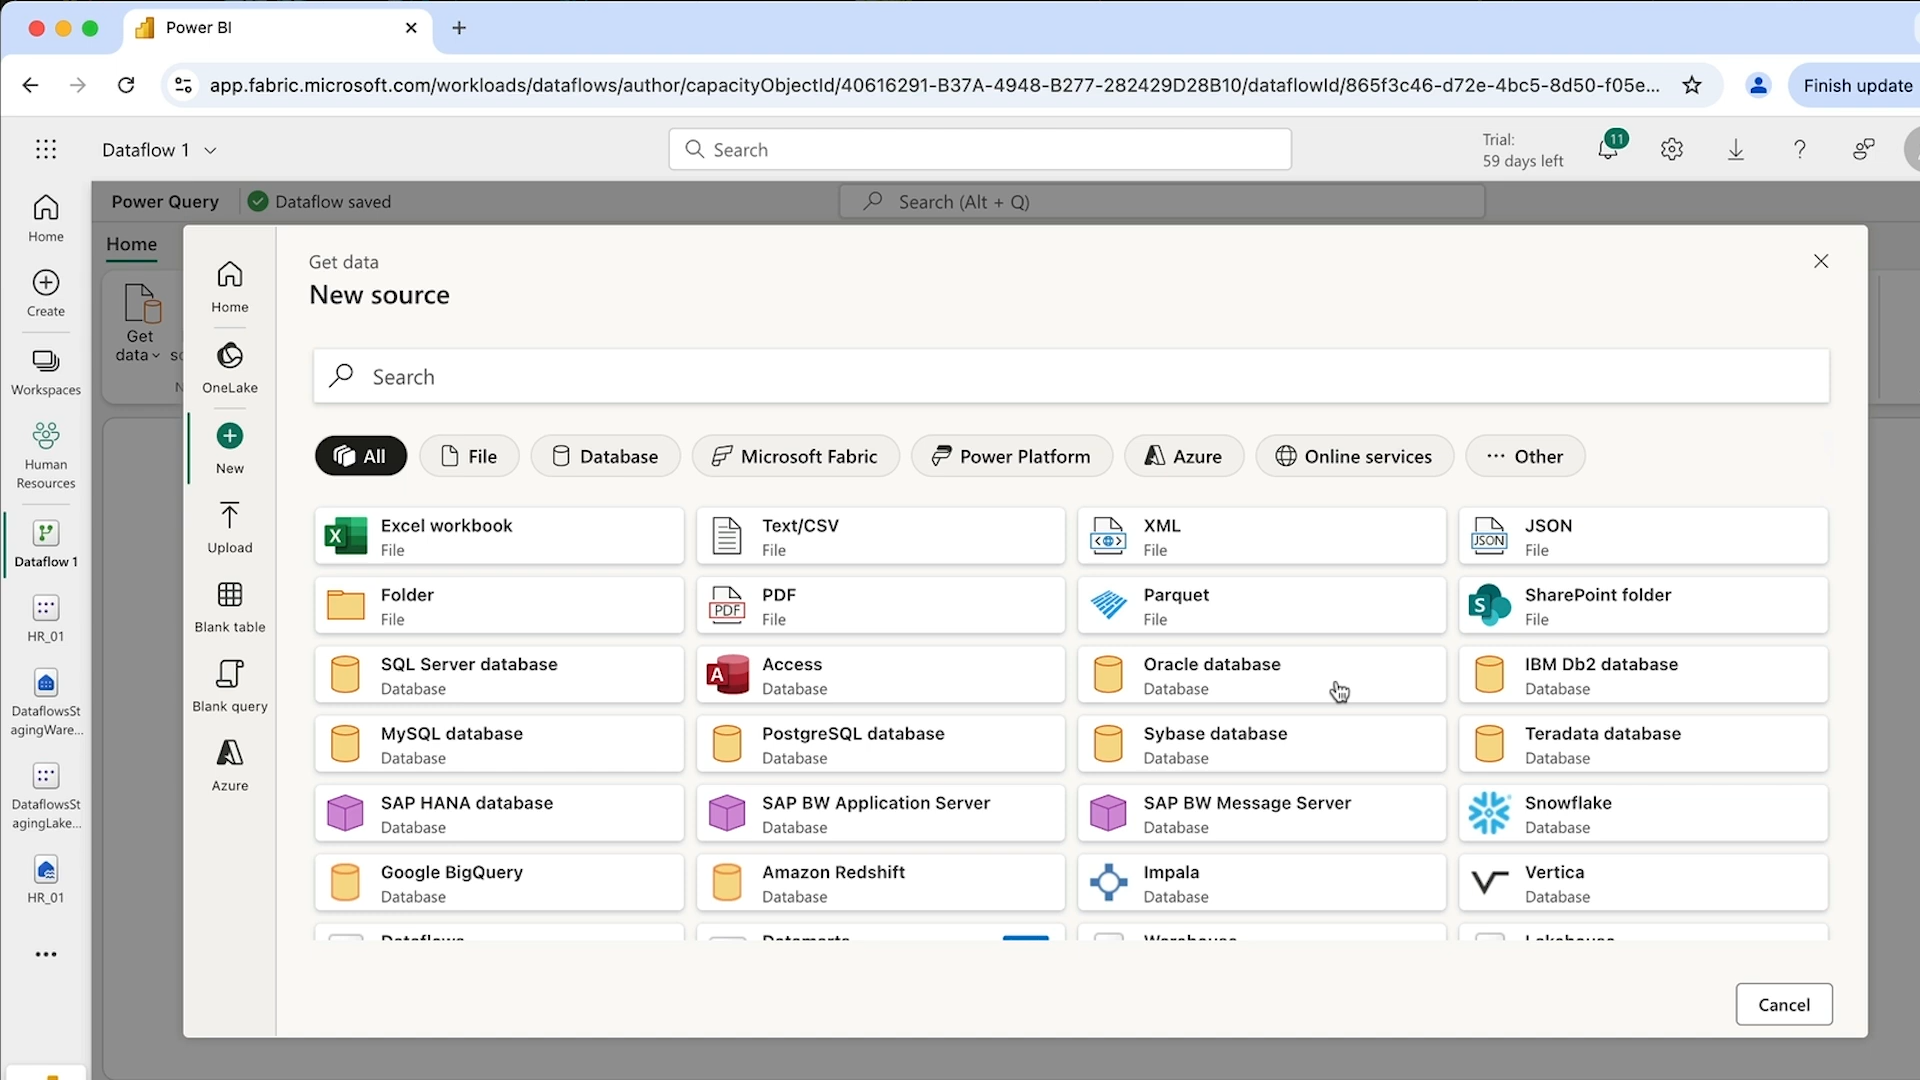 Power BI
app.fabric.microsoft.com/workloads/dataflows/author/capacityObjectId/40616291-B37A-4948-B277-282429D28B10/dataflowId/865f3c46-d72e-4bc5-8d50-f05e...
Finish update
Dataflow 1
Search
Trial:
59 days left
11
Power Query
Dataflow saved
Search (Alt + Q)
Home
Get
data
Home
Create
Workspaces
Human
Resources
Dataflow 1
HR_01
DataflowsSt
agingWare...
DataflowsSt
agingLake...
HR_01
Home
OneLake
New
Upload
Blank table
Blank query
Azure
Get data
New source
Search
All
File
Database
Microsoft Fabric
Power Platform
Azure
Online services
Other
Excel workbook
File
Text/CSV
File
XML
File
JSON
JSON
File
Folder
File
PDF
PDF
File
Parquet
File
SharePoint folder
File
SQL Server database
Database
Access
Database
Oracle database
Database
IBM Db2 database
Database
MySQL database
Database
PostgreSQL database
Database
Sybase database
Database
Teradata database
Database
SAP HANA database
Database
SAP BW Application Server
Database
SAP BW Message Server
Database
Snowflake
Database
Google BigQuery
Database
Amazon Redshift
Database
Impala
Database
Vertica
Database
Dataflows
Datamarts
Warehouse
Lakehouse
Cancel